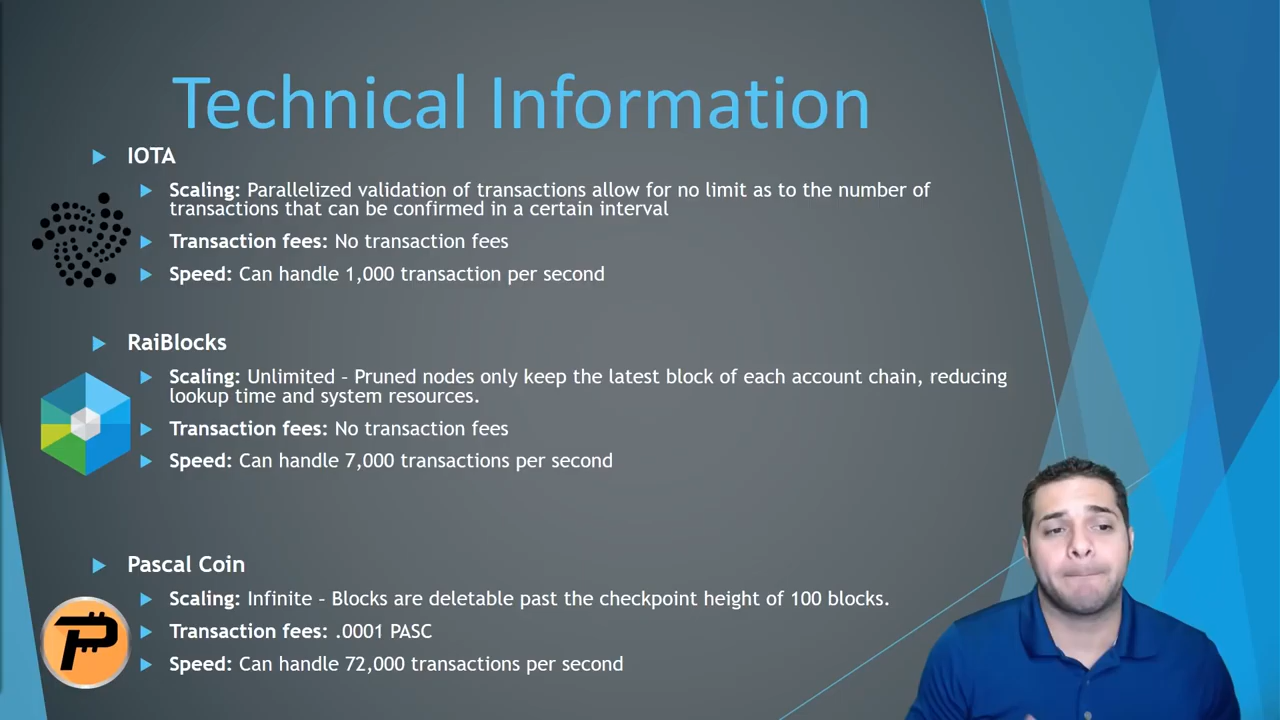 Technical Information
IOTA
Scaling: Parallelized validation of transactions allow for no limit as to the number of
transactions that can be confirmed in a certain interval
Transaction fees: No transaction fees
Speed: Can handle 1,000 transaction per second
RaiBlocks
Scaling: Unlimited – Pruned nodes only keep the latest block of each account chain, reducing
lookup time and system resources.
Transaction fees: No transaction fees
Speed: Can handle 7,000 transactions per second
Pascal Coin
Scaling: Infinite – Blocks are deletable past the checkpoint height of 100 blocks.
Transaction fees: .0001 PASC
Speed: Can handle 72,000 transactions per second